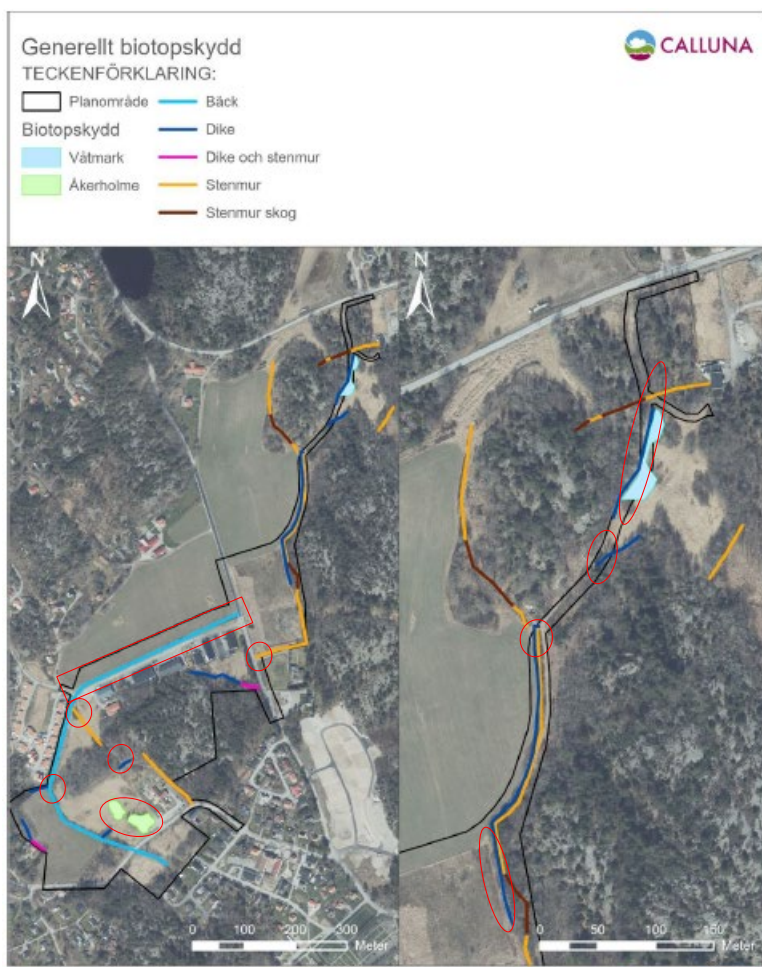 Generellt biotopskydd
CALLUNA
TECKENFÖRKLARING:
Planområde
Bäck
Biotopskydd
Dike
Våtmark
Dike och stenmur
Åkerholme
Stenmur
Stenmur skog
N
N
0 100 200 300
Meter
0 50 100 150
Meter